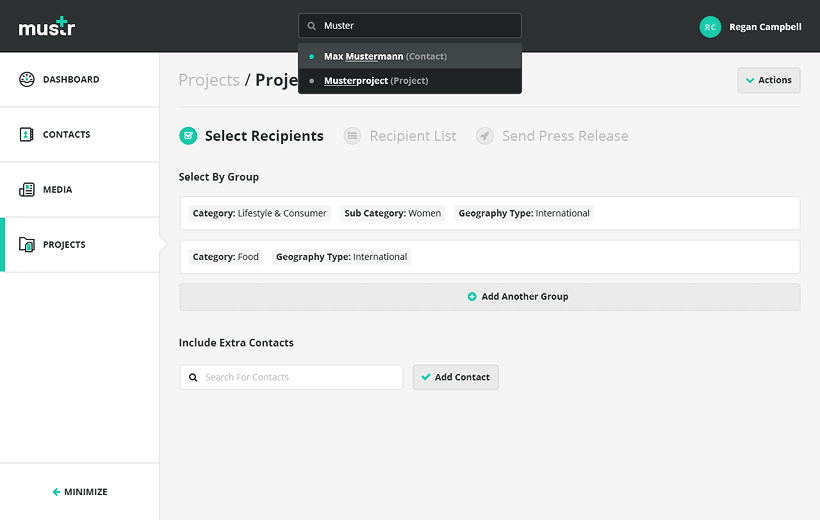 mustr
Muster
RC
Regan Campbell
Max Mustermann (Contact)
Musterproject (Project)
Projects /
Actions
DASHBOARD
CONTACTS
MEDIA
PROJECTS
MINIMIZE
Select Recipients
Recipient List
Send Press Release
Select By Group
Category: Lifestyle & Consumer Sub Category: Women Geography Type: International
Category: Food Geography Type: International
Add Another Group
Include Extra Contacts
Search For Contacts
Add Contact